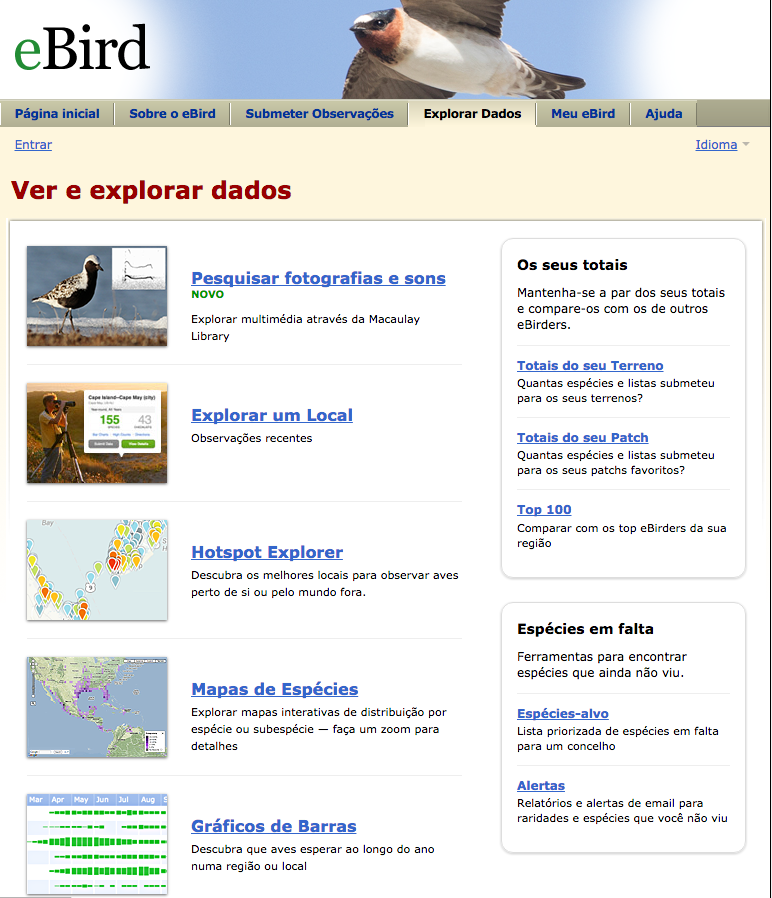 eBird
Página inicial
Sobre o eBird
Submeter Observações
Explorar Dados
Meu eBird
Ajuda
Entrar
Idioma
Ver e explorar dados
Pesquisar fotografias e sons
NOVO
Explorar multimédia através da Macaulay
Library
Cape Island--Cape May (city)
155
43
Explorar um Local
Observações recentes
Bay
9
Hotspot Explorer
Descubra os melhores locais para observar aves
perto de si ou pelo mundo fora.
Mapas de Espécies
Explorar mapas interativas de distribuição por
espécie ou subespécie — faça um zoom para
detalhes
Mar Apr May Jun Jul Aug S
Gráficos de Barras
Descubra que aves esperar ao longo do ano
numa região ou local
Os seus totais
Mantenha-se a par dos seus totais
e compare-os com os de outros
eBirders.
Totais do seu Terreno
Quantas espécies e listas submeteu
para os seus terrenos?
Totais do seu Patch
Quantas espécies e listas submeteu
para os seus patchs favoritos?
Top 100
Comparar com os top eBirders da sua
região
Espécies em falta
Ferramentas para encontrar
espécies que ainda não viu.
Espécies-alvo
Lista priorizada de espécies em falta
para um concelho
Alertas
Relatórios e alertas de email para
raridades e espécies que você não viu